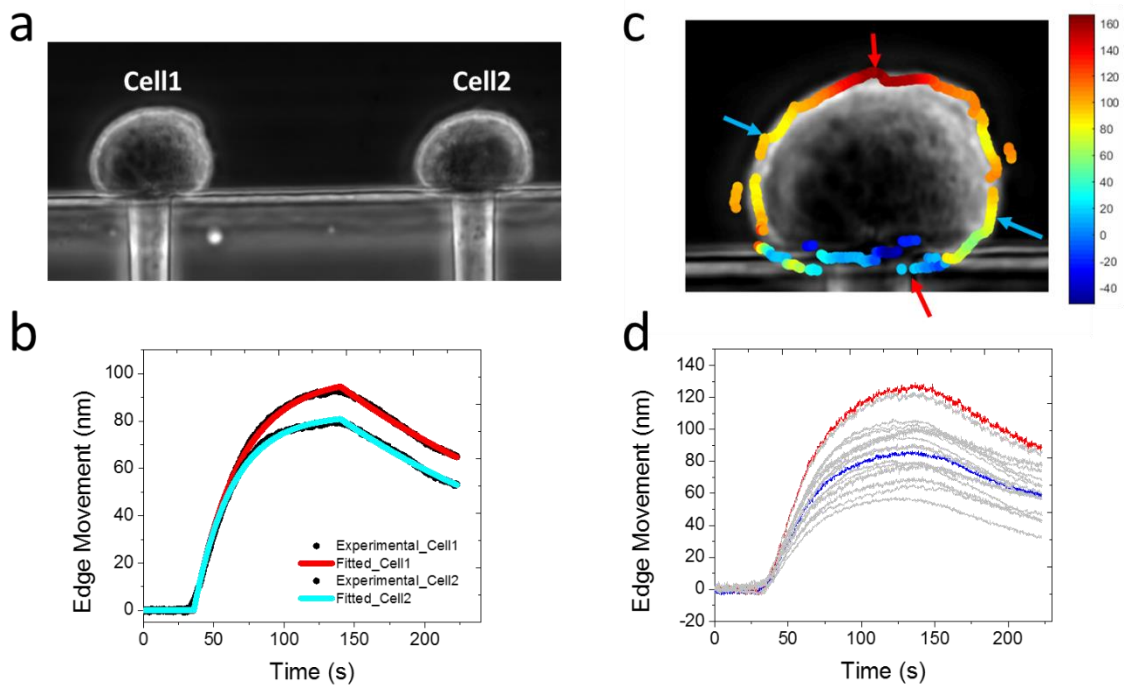 a
Cell1
Cell2
c
160
140
120
100
80
60
40
20
0
-20
-40
b
Edge Movement (nm)
100
80
60
40
20
0
Experimental_Cell1
Fitted_Cell1
Experimental_Cell2
Fitted_Cell2
0 50 100 150 200
Time (s)
d
Edge Movement (nm)
140
120
100
80
60
40
20
0
-20
0 50 100 150 200
Time (s)